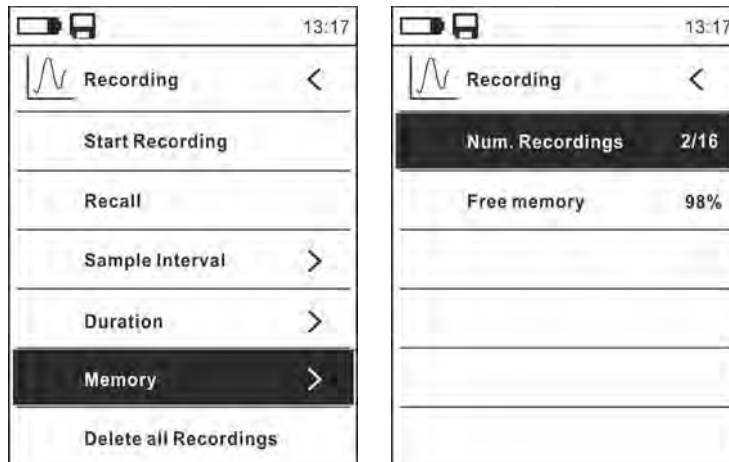 13:17
Recording <
Start Recording
Recall
Sample Interval >
Duration >
Memory >
Delete all Recordings
13:17
Recording <
Num. Recordings 2/16
Free memory 98%